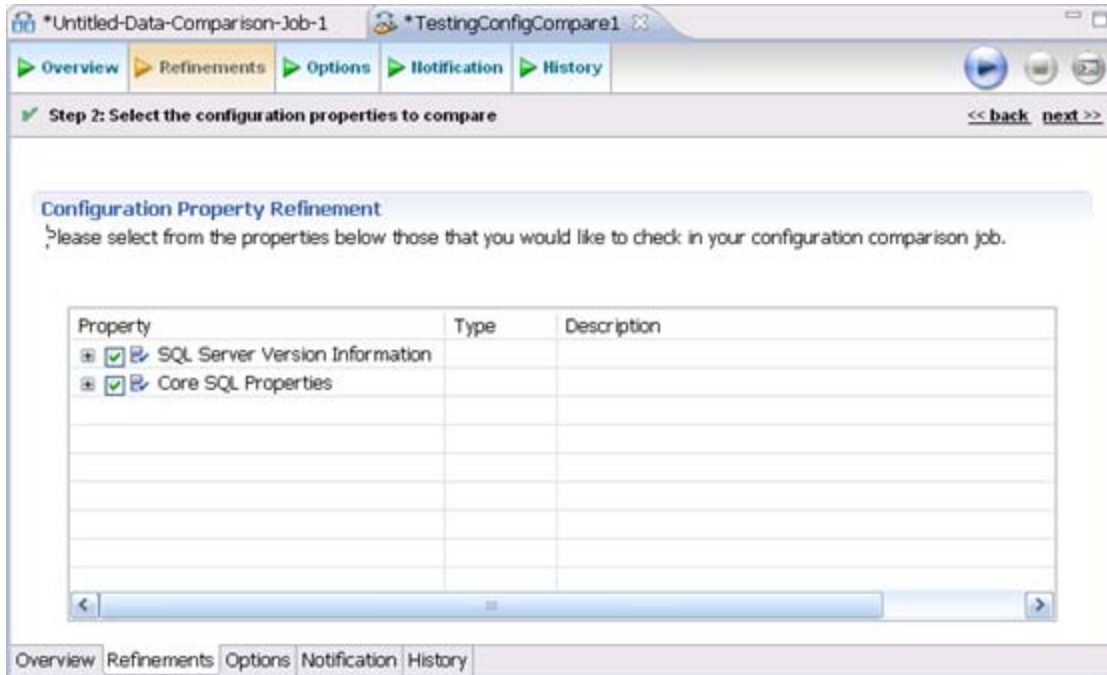 *Untitled-Data-Comparison-Job-1 *TestingConfigCompare1
Overview Refinements Options Notification History
Step 2: Select the configuration properties to compare << back next >>
Configuration Property Refinement
Please select from the properties below those that you would like to check in your configuration comparison job.
Property Type Description
SQL Server Version Information
Core SQL Properties
Overview Refinements Options Notification History